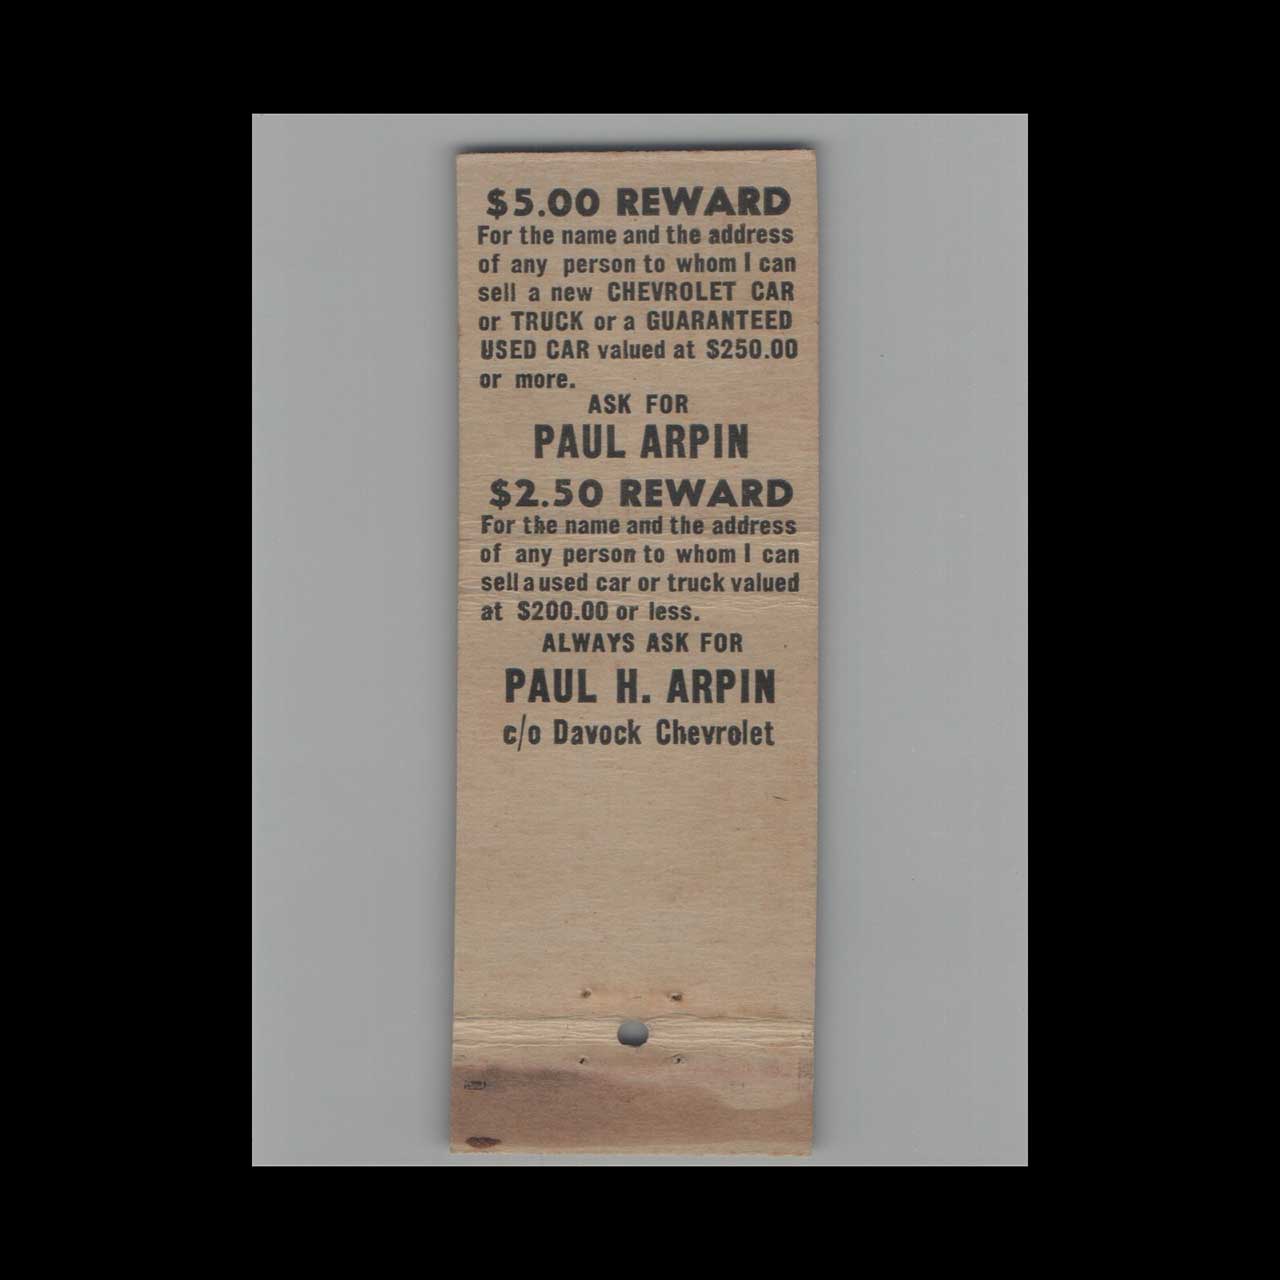 $5.00 REWARD
For the name and the address
of any person to whom I can
sell a new CHEVROLET CAR
or TRUCK or a GUARANTEED
USED CAR valued at $250.00
or more.
ASK FOR
PAUL ARPIN
$2.50 REWARD
For the name and the address
of any person to whom I can
sell a used car or truck valued
at $200.00 or less.
ALWAYS ASK FOR
PAUL H. ARPIN
c/o Davock Chevrolet